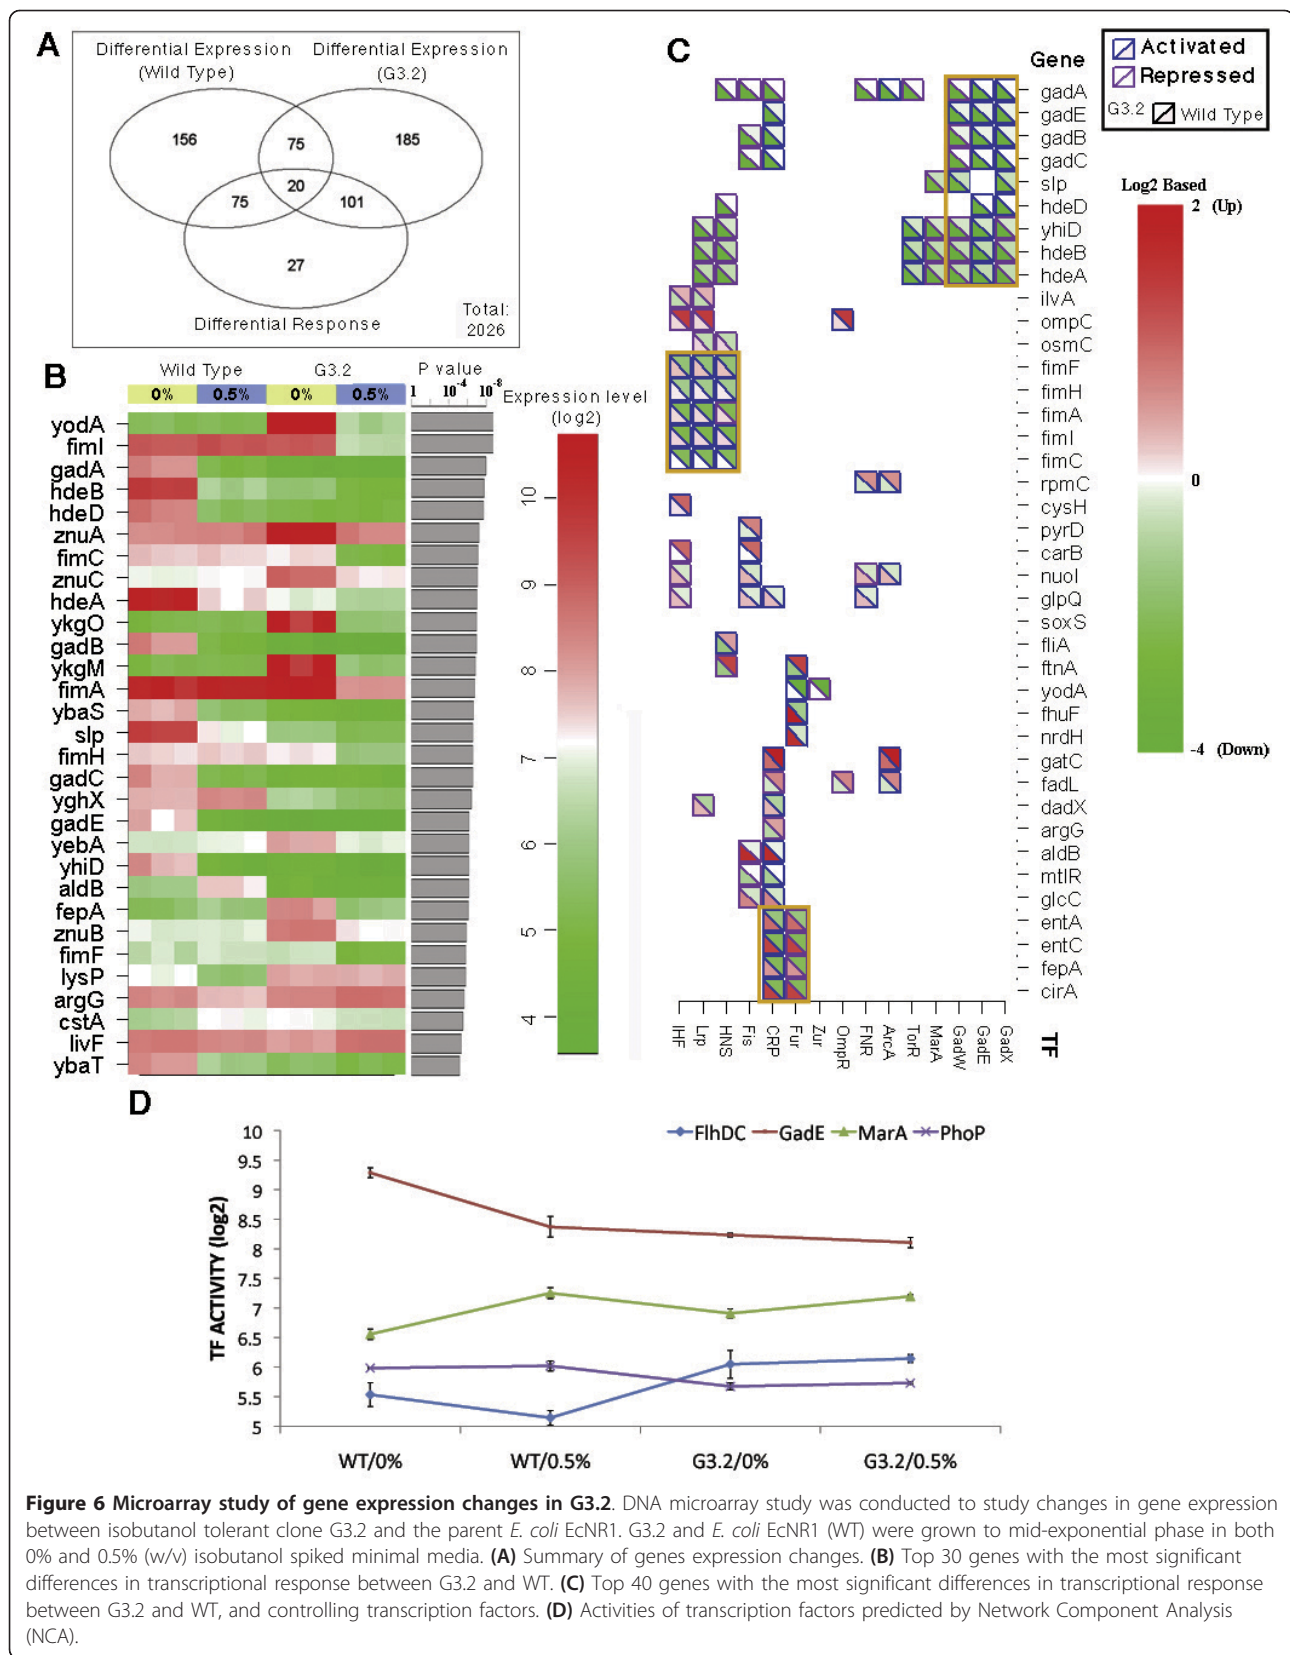 A
Differential Expression
(Wild Type)
Differential Expression
(G3.2)
156
75
185
20
75
101
27
Differential Response
Total:
2026
B
Wild Type
G3.2
P value
0%
0.5%
0%
0.5%
1
10-4
10-8
Expression level
(log2)
yodA
fimI
gadA
hdeB
hdeD
znuA
fimC
znuC
hdeA
ykgO
gadB
ykgM
fimA
ybaS
slp
fimH
gadC
yghX
gadE
yebA
yhiD
aldB
fepA
znuB
fimF
lysP
argG
cstA
livF
ybaT
10
9
8
7
6
5
4
C
Gene
Activated
Repressed
G3.2
Wild Type
gadA
gadE
gadB
gadC
slp
hdeD
yhiD
hdeB
hdeA
ilvA
ompC
osmC
fimF
fimH
fimA
fimI
fimC
rpmC
cysH
pyrD
carB
nuoI
glpQ
soxS
fliA
ftnA
yodA
fhuF
nrdH
gatC
fadL
dadX
argG
aldB
mtlR
glcC
entA
entC
fepA
cirA
IHF
Lrp
HNS
Fis
CRP
Fur
Zur
OmpR
FNR
ArcA
TorR
MarA
GadW
GadE
GadX
TF
Log2 Based
2 (Up)
0
-4 (Down)
D
FlhDC
GadE
MarA
PhoP
TF ACTIVITY (log2)
10
9.5
9
8.5
8
7.5
7
6.5
6
5.5
5
WT/0%
WT/0.5%
G3.2/0%
G3.2/0.5%
Figure 6 Microarray study of gene expression changes in G3.2. DNA microarray study was conducted to study changes in gene expression
between isobutanol tolerant clone G3.2 and the parent E. coli EcNR1. G3.2 and E. coli EcNR1 (WT) were grown to mid-exponential phase in both
0% and 0.5% (w/v) isobutanol spiked minimal media. (A) Summary of genes expression changes. (B) Top 30 genes with the most significant
differences in transcriptional response between G3.2 and WT. (C) Top 40 genes with the most significant differences in transcriptional response
between G3.2 and WT, and controlling transcription factors. (D) Activities of transcription factors predicted by Network Component Analysis
(NCA).